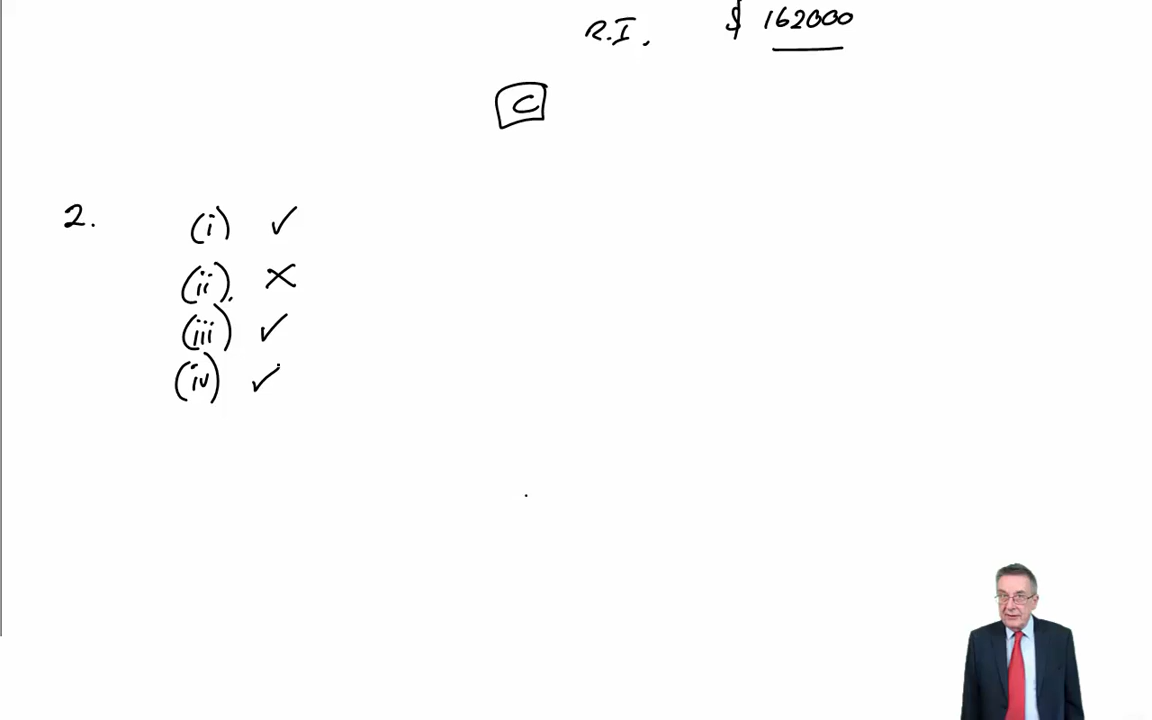 R.I. $ 162000
C
2. (i) ✓
(ii). ×
(iii) ✓
(iv) ✓